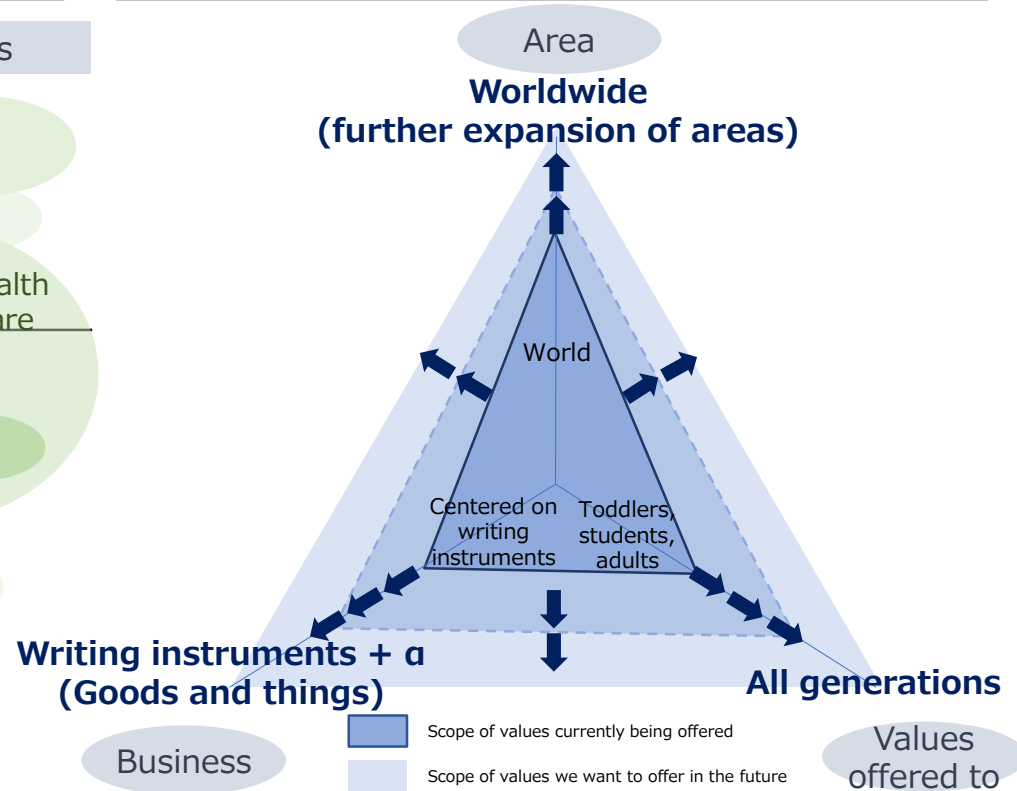 s
alth
are
Area
Worldwide
(further expansion of areas)
World
Centered on
writing
instruments
Toddlers,
students,
adults
Writing instruments + α
(Goods and things)
All generations
Business
Values
offered to
Scope of values currently being offered
Scope of values we want to offer in the future